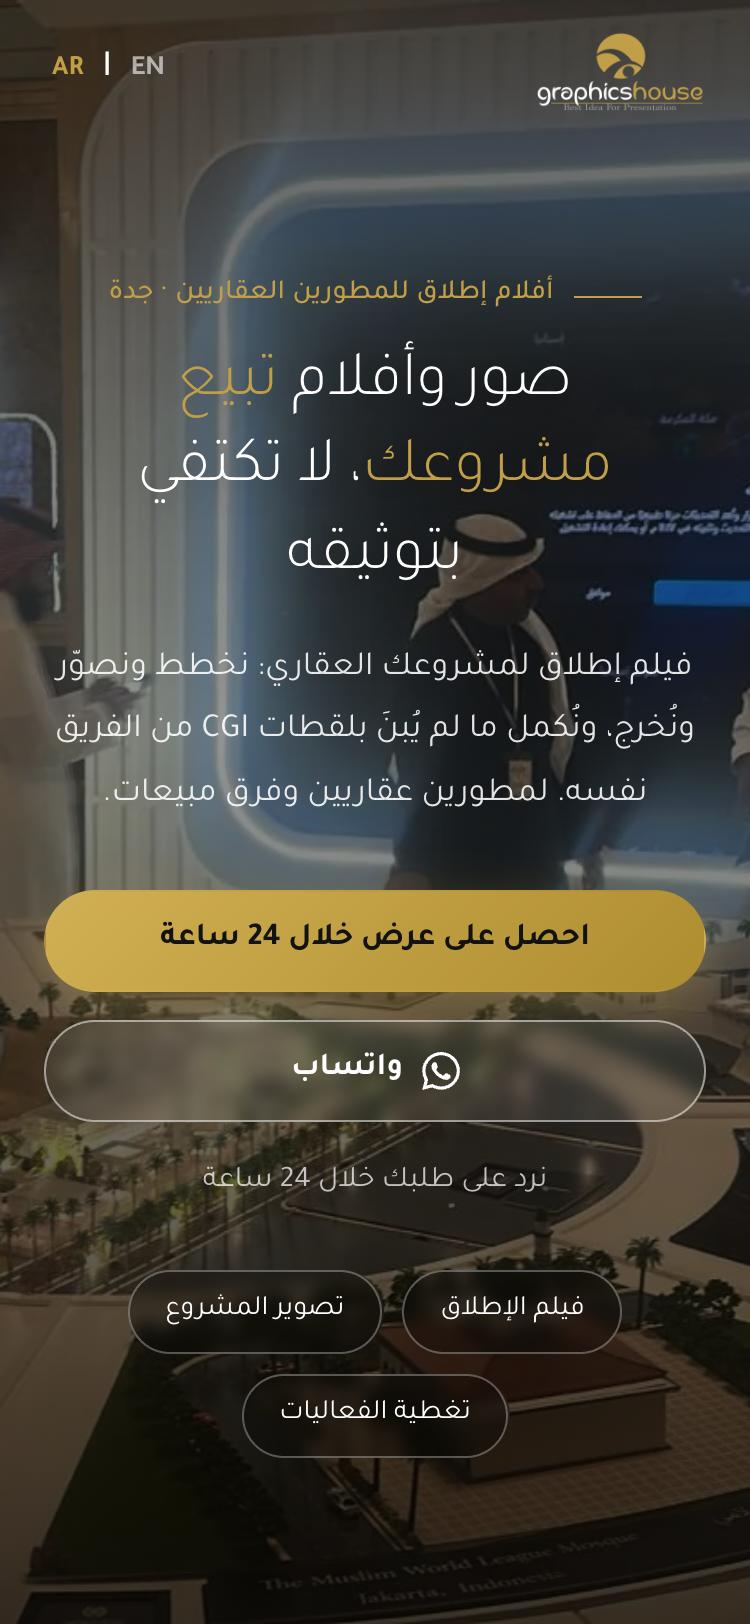 graphicshouse
Best Idea For Presentation
AR | EN
أفلام إطلاق للمطورين العقاريين · جدة
صور وأفلام تبيع
مشروعك، لا تكتفي
بتوثيقه
فيلم إطلاق لمشروعك العقاري: نخطط ونصوّر
ونُخرج، ونُكمل ما لم يُبنَ بلقطات CGI من الفريق
نفسه. لمطورين عقاريين وفرق مبيعات.
احصل على عرض خلال 24 ساعة
واتساب
نرد على طلبك خلال 24 ساعة
فيلم الإطلاق
تصوير المشروع
تغطية الفعاليات
The Muslim World League Mosque
Jakarta, Indonesia